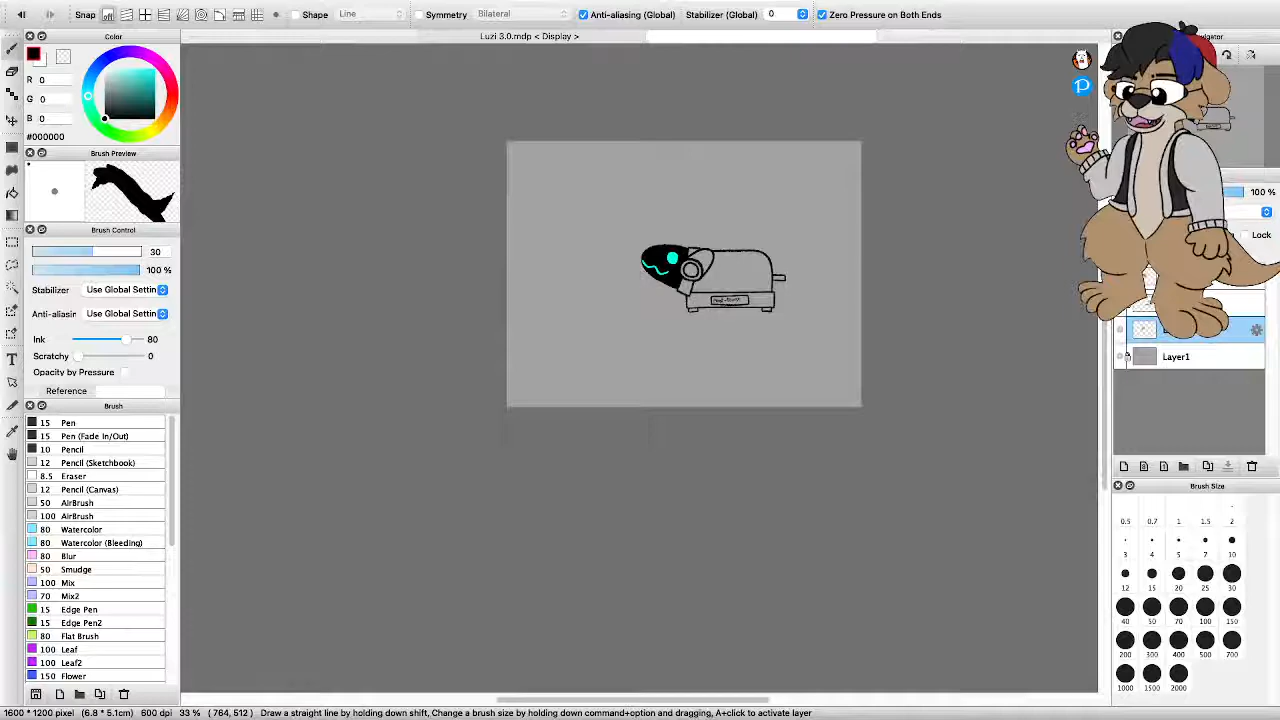 Snap
Shape Line
Symmetry Bilateral
Anti-aliasing (Global)
Stabilizer (Global) 0
Zero Pressure on Both Ends
Color
Luzi 3.0.mdp < Display >
R 0
G 0
B 0
#000000
Brush Preview
Brush Control
30
100 %
Stabilizer Use Global Settin
Anti-aliasin Use Global Settin
Ink 80
Scratchy 0
Opacity by Pressure
Reference
Brush
15 Pen
15 Pen (Fade In/Out)
10 Pencil
12 Pencil (Sketchbook)
8.5 Eraser
12 Pencil (Canvas)
50 AirBrush
100 AirBrush
80 Watercolor
80 Watercolor (Bleeding)
80 Blur
50 Smudge
100 Mix
70 Mix2
15 Edge Pen
15 Edge Pen2
80 Flat Brush
100 Leaf
100 Leaf2
150 Flower
100 %
Lock
Layer1
Brush Size
0.5 0.7 1 1.5 2
3 4 5 7 10
12 15 20 25 30
40 50 70 100 150
200 300 400 500 700
1000 1500 2000
1600 * 1200 pixel (6.8 * 5.1cm) 600 dpi 33 % ( 764, 512 ) Draw a straight line by holding down shift, Change a brush size by holding down command+option and dragging, A+click to activate layer